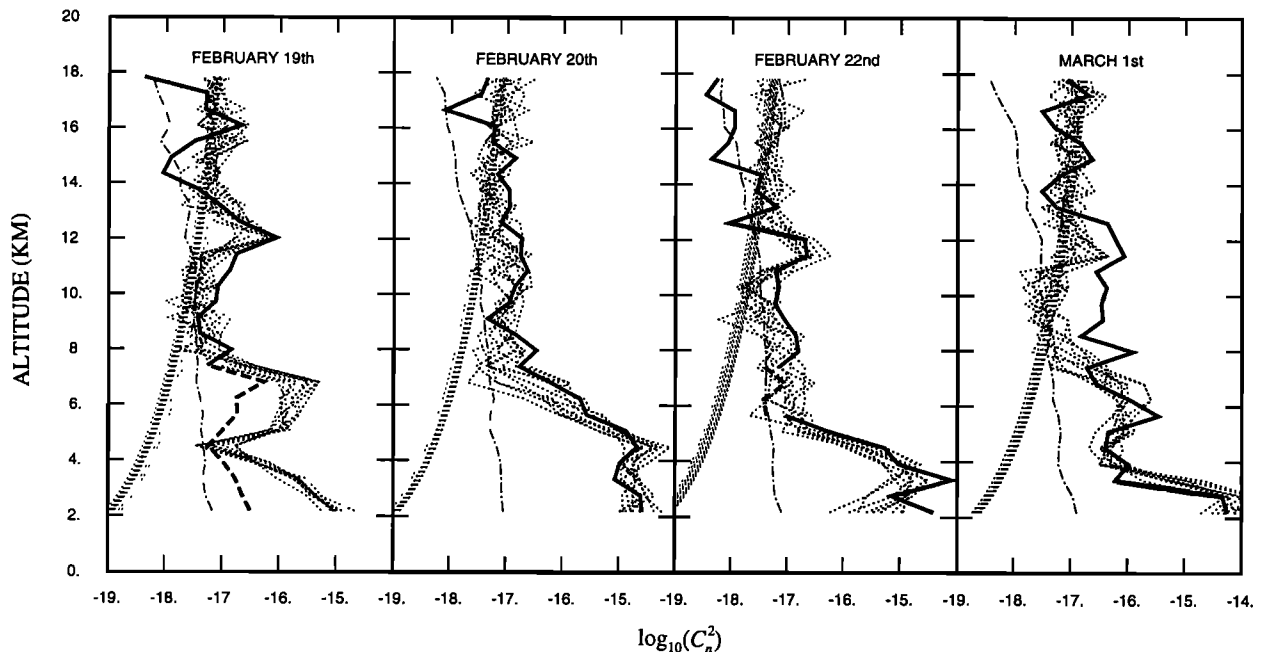 20
FEBRUARY 19th FEBRUARY 20th FEBRUARY 22nd MARCH 1st
18.
16.
14.
12.
10.
8.
6.
4.
2.
0.
ALTITUDE (KM)
-19. -18. -17. -16. -15. -19. -18. -17. -16. -15. -19. -18. -17. -16. -15. -19. -18. -17. -16. -15. -14.
log₁₀(Cₙ²)